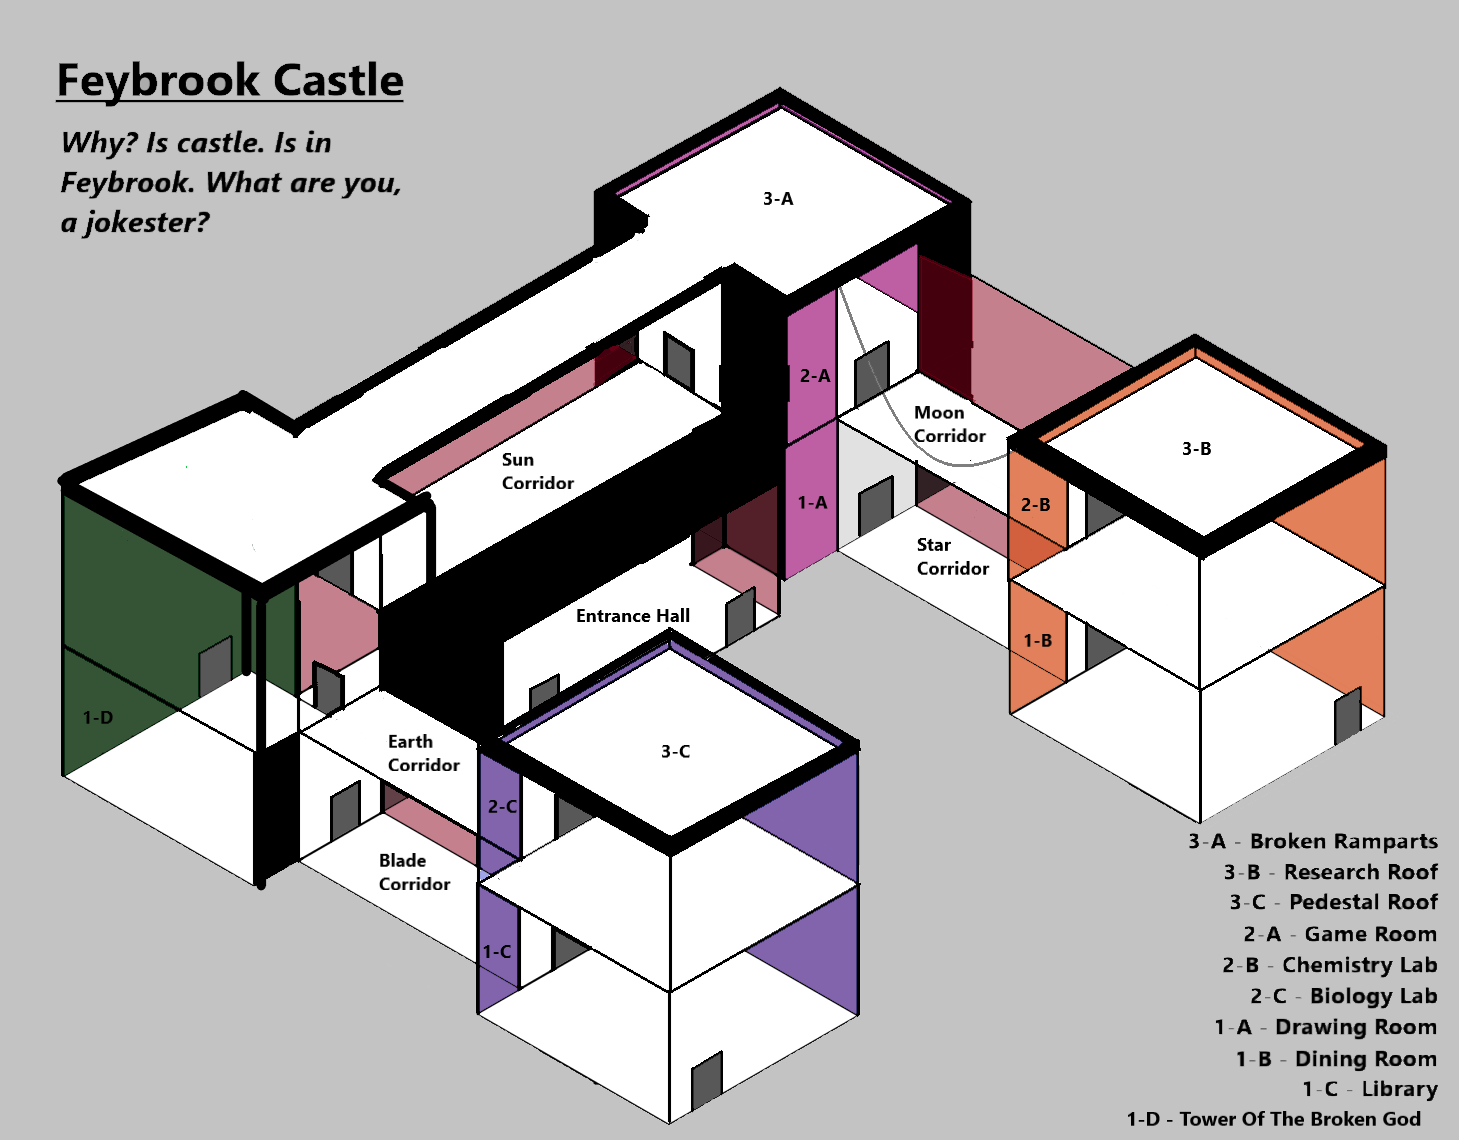 Feybrook Castle
Why? Is castle. Is in
Feybrook. What are you,
a jokester?
3-A
Sun
Corridor
2-A
Moon
Corridor
3-B
1-A
2-B
Star
Corridor
Entrance Hall
1-B
1-D
Earth
Corridor
3-C
2-C
Blade
Corridor
1-C
3-A - Broken Ramparts
3-B - Research Roof
3-C - Pedestal Roof
2-A - Game Room
2-B - Chemistry Lab
2-C - Biology Lab
1-A - Drawing Room
1-B - Dining Room
1-C - Library
1-D - Tower Of The Broken God